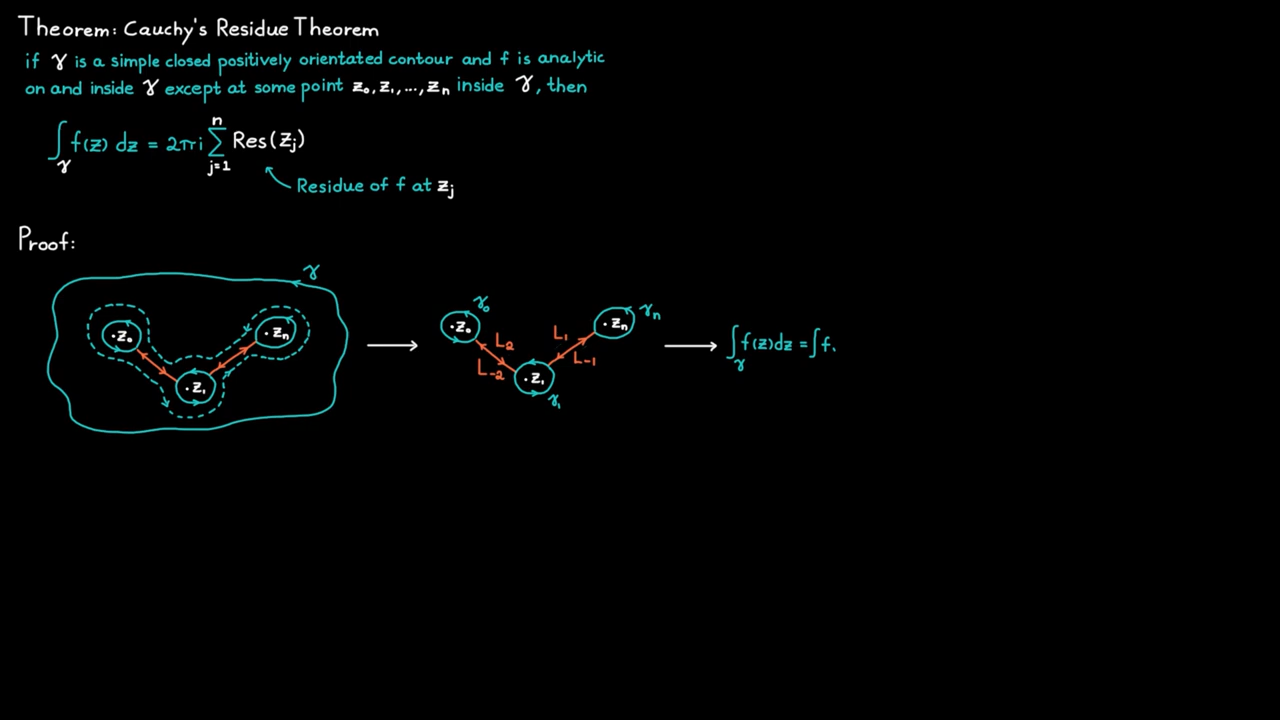 Theorem: Cauchy's Residue Theorem
if γ is a simple closed positively orientated contour and f is analytic
on and inside γ except at some point z₀, z₁, ..., zₙ inside γ, then
∫_γ f(z) dz = 2πi ∑_{j=1}^{n} Res(zⱼ)
Residue of f at zⱼ
Proof:
γ
·z₀
·z₁
·zₙ
γ₀
·z₀
L₂
L₋₂
·z₁
γ₁
L₁
L₋₁
·zₙ
γₙ
∫_γ f(z)dz = ∫f.